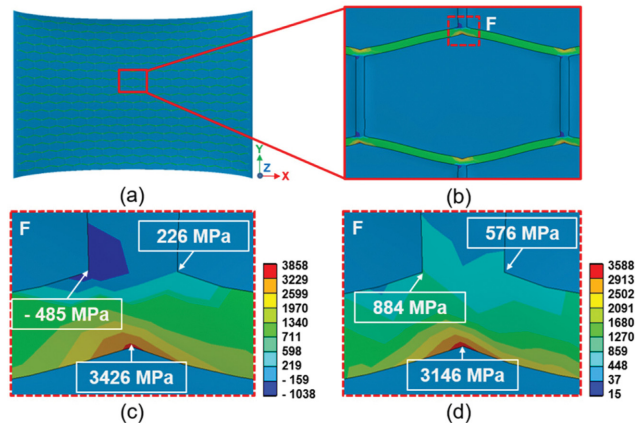 F
Y
Z
X
(a)
(b)
F
226 MPa
- 485 MPa
3426 MPa
3858
3229
2599
1970
1340
711
598
219
- 159
- 1038
(c)
F
576 MPa
884 MPa
3146 MPa
3588
2913
2502
2091
1680
1270
859
448
37
15
(d)